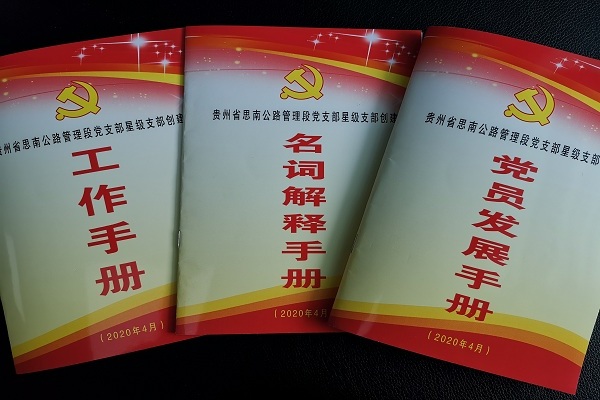 贵州省思南公路管理段党支部星级支部创建
工作手册
(2020年4月)
贵州省思南公路管理段党支部星级支部创建
名词解释手册
(2020年4月)
贵州省思南公路管理段党支部星级支部
党员发展手册
(2020年4月)